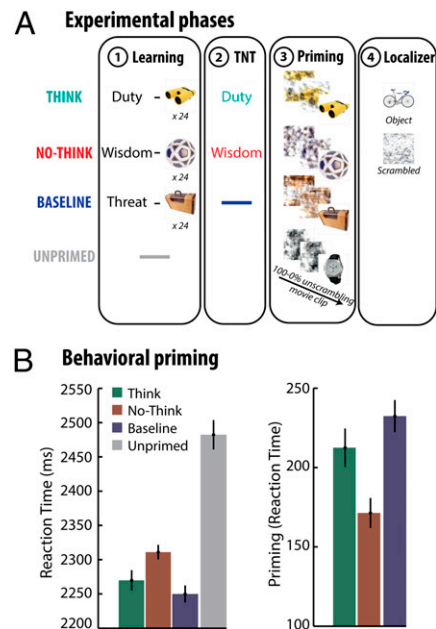 A Experimental phases
1 Learning 2 TNT 3 Priming 4 Localizer
THINK Duty x 24 Duty Object
NO-THINK Wisdom x 24 Wisdom Scrambled
BASELINE Threat x 24
UNPRIMED
100-0% unscrambling
movie clip
B Behavioral priming
Reaction Time (ms)
2550
2500
2450
2400
2350
2300
2250
2200
Think
No-Think
Baseline
Unprimed
Priming (Reaction Time)
250
200
150
100